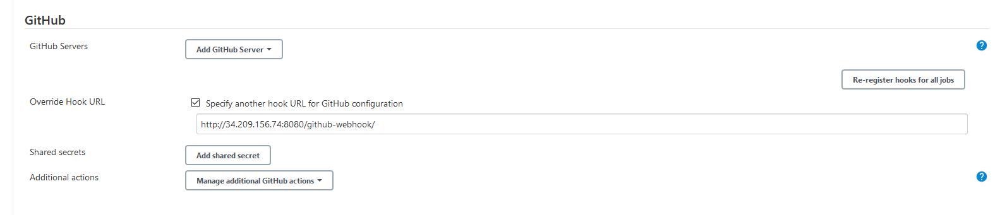 GitHub
GitHub Servers
Add GitHub Server
?
Re-register hooks for all jobs
Override Hook URL
Specify another hook URL for GitHub configuration
http://34.209.156.74:8080/github-webhook/
Shared secrets
Add shared secret
Additional actions
Manage additional GitHub actions
?